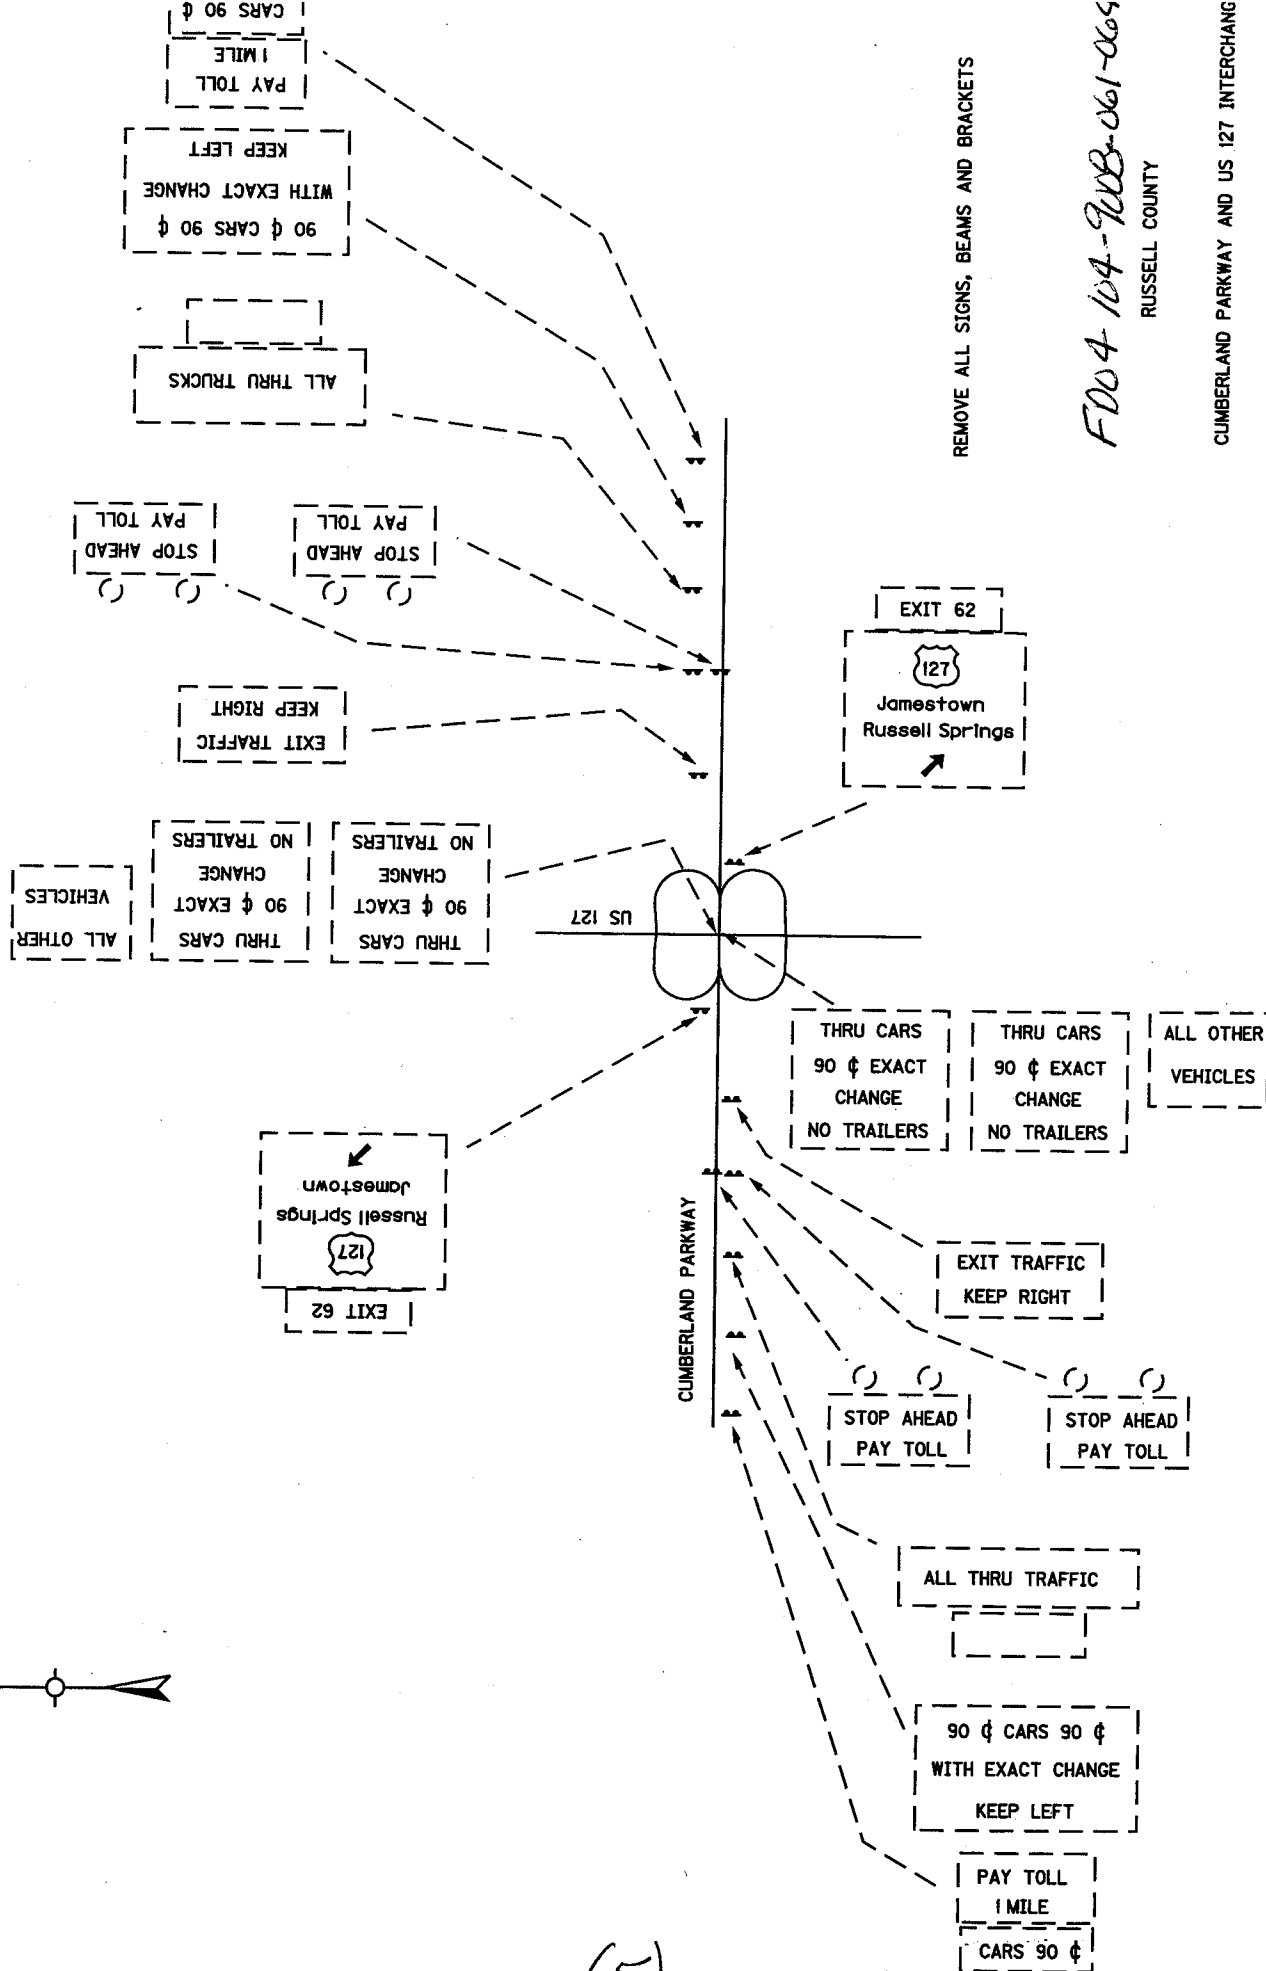 CARS 90 ¢
PAY TOLL
1 MILE
90 ¢ CARS 90 ¢
WITH EXACT CHANGE
KEEP LEFT
ALL THRU TRUCKS
STOP AHEAD
PAY TOLL
STOP AHEAD
PAY TOLL
EXIT TRAFFIC
KEEP RIGHT
ALL OTHER
VEHICLES
THRU CARS
90 ¢ EXACT
CHANGE
NO TRAILERS
THRU CARS
90 ¢ EXACT
CHANGE
NO TRAILERS
US 127
EXIT 62
127
Russell Springs
Jamestown
CUMBERLAND PARKWAY
REMOVE ALL SIGNS, BEAMS AND BRACKETS
RUSSELL COUNTY
CUMBERLAND PARKWAY AND US 127 INTERCHANG
EXIT 62
127
Jamestown
Russell Springs
THRU CARS
90 ¢ EXACT
CHANGE
NO TRAILERS
THRU CARS
90 ¢ EXACT
CHANGE
NO TRAILERS
ALL OTHER
VEHICLES
EXIT TRAFFIC
KEEP RIGHT
STOP AHEAD
PAY TOLL
STOP AHEAD
PAY TOLL
ALL THRU TRAFFIC
90 ¢ CARS 90 ¢
WITH EXACT CHANGE
KEEP LEFT
PAY TOLL
1 MILE
CARS 90 ¢